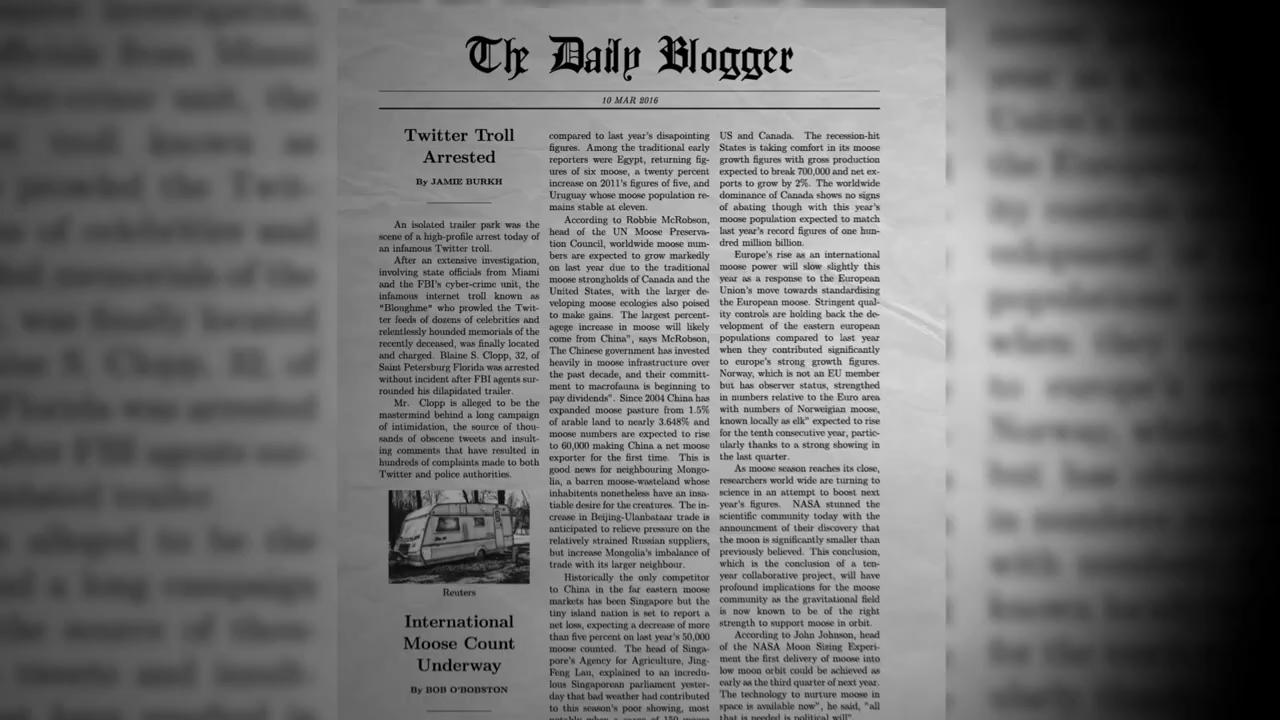 The Daily Blogger
10 MAR 2016
Twitter Troll
Arrested
By JAMIE BURKH
An isolated trailer park was the
scene of a high-profile arrest today of
an infamous Twitter troll.
After an extensive investigation,
involving state officials from Miami
and the FBI's cyber-crime unit, the
infamous internet troll known as
"Blonghme" who prowled the Twit-
ter feeds of dozens of celebrities and
relentlessly hounded memorials of the
recently deceased, was finally located
and charged. Blaine S. Clopp, 32, of
Saint Petersburg Florida was arrested
without incident after FBI agents sur-
rounded his dilapidated trailer.
Mr. Clopp is alleged to be the
mastermind behind a long campaign
of intimidation, the source of thou-
sands of obscene tweets and insult-
ing comments that have resulted in
hundreds of complaints made to both
Twitter and police authorities.
Reuters
International
Moose Count
Underway
By BOB O'BOBSTON
compared to last year's disapointing
figures. Among the traditional early
reporters were Egypt, returning fig-
ures of six moose, a twenty percent
increase on 2011's figures of five, and
Uruguay whose moose population re-
mains stable at eleven.
According to Robbie McRobson,
head of the UN Moose Preserva-
tion Council, worldwide moose num-
bers are expected to grow markedly
on last year due to the traditional
moose strongholds of Canada and the
United States, with the larger de-
veloping moose ecologies also poised
to make gains. The largest percent-
agege increase in moose will likely
come from China", says McRobson,
The Chinese government has invested
heavily in moose infrastructure over
the past decade, and their committ-
ment to macrofauna is beginning to
pay dividends". Since 2004 China has
expanded moose pasture from 1.5%
of arable land to nearly 3.648% and
moose numbers are expected to rise
to 60,000 making China a net moose
exporter for the first time. This is
good news for neighbouring Mongo-
lia, a barren moose-wasteland whose
inhabitents nonetheless have an insa-
tiable desire for the creatures. The in-
crease in Beijing-Ulanbataar trade is
anticipated to relieve pressure on the
relatively strained Russian suppliers,
but increase Mongolia's imbalance of
trade with its larger neighbour.
Historically the only competitor
to China in the far eastern moose
markets has been Singapore but the
tiny island nation is set to report a
net loss, expecting a decrease of more
than five percent on last year's 50,000
moose counted. The head of Singa-
pore's Agency for Agriculture, Jing-
Feng Lau, explained to an incredu-
lous Singaporean parliament yester-
day that bad weather had contributed
to this season's poor showing, most
notably when a cargo of 150 moose
US and Canada. The recession-hit
States is taking comfort in its moose
growth figures with gross production
expected to break 700,000 and net ex-
ports to grow by 2%. The worldwide
dominance of Canada shows no signs
of abating though with this year's
moose population expected to match
last year's record figures of one hun-
dred million billion.
Europe's rise as an international
moose power will slow slightly this
year as a response to the European
Union's move towards standardising
the European moose. Stringent qual-
ity controls are holding back the de-
velopment of the eastern european
populations compared to last year
when they contributed significantly
to europe's strong growth figures.
Norway, which is not an EU member
but has observer status, strengthed
in numbers relative to the Euro area
with numbers of Norweigian moose,
known locally as elk" expected to rise
for the tenth consecutive year, partic-
ularly thanks to a strong showing in
the last quarter.
As moose season reaches its close,
researchers world wide are turning to
science in an attempt to boost next
year's figures. NASA stunned the
scientific community today with the
announcment of their discovery that
the moon is significantly smaller than
previously believed. This conclusion,
which is the conclusion of a ten-
year collaborative project, will have
profound implications for the moose
community as the gravitational field
is now known to be of the right
strength to support moose in orbit.
According to John Johnson, head
of the NASA Moon Sizing Experi-
ment the first delivery of moose into
low moon orbit could be achieved as
early as the third quarter of next year.
The technology to nurture moose in
space is available now", he said, "all
that is needed is political will"